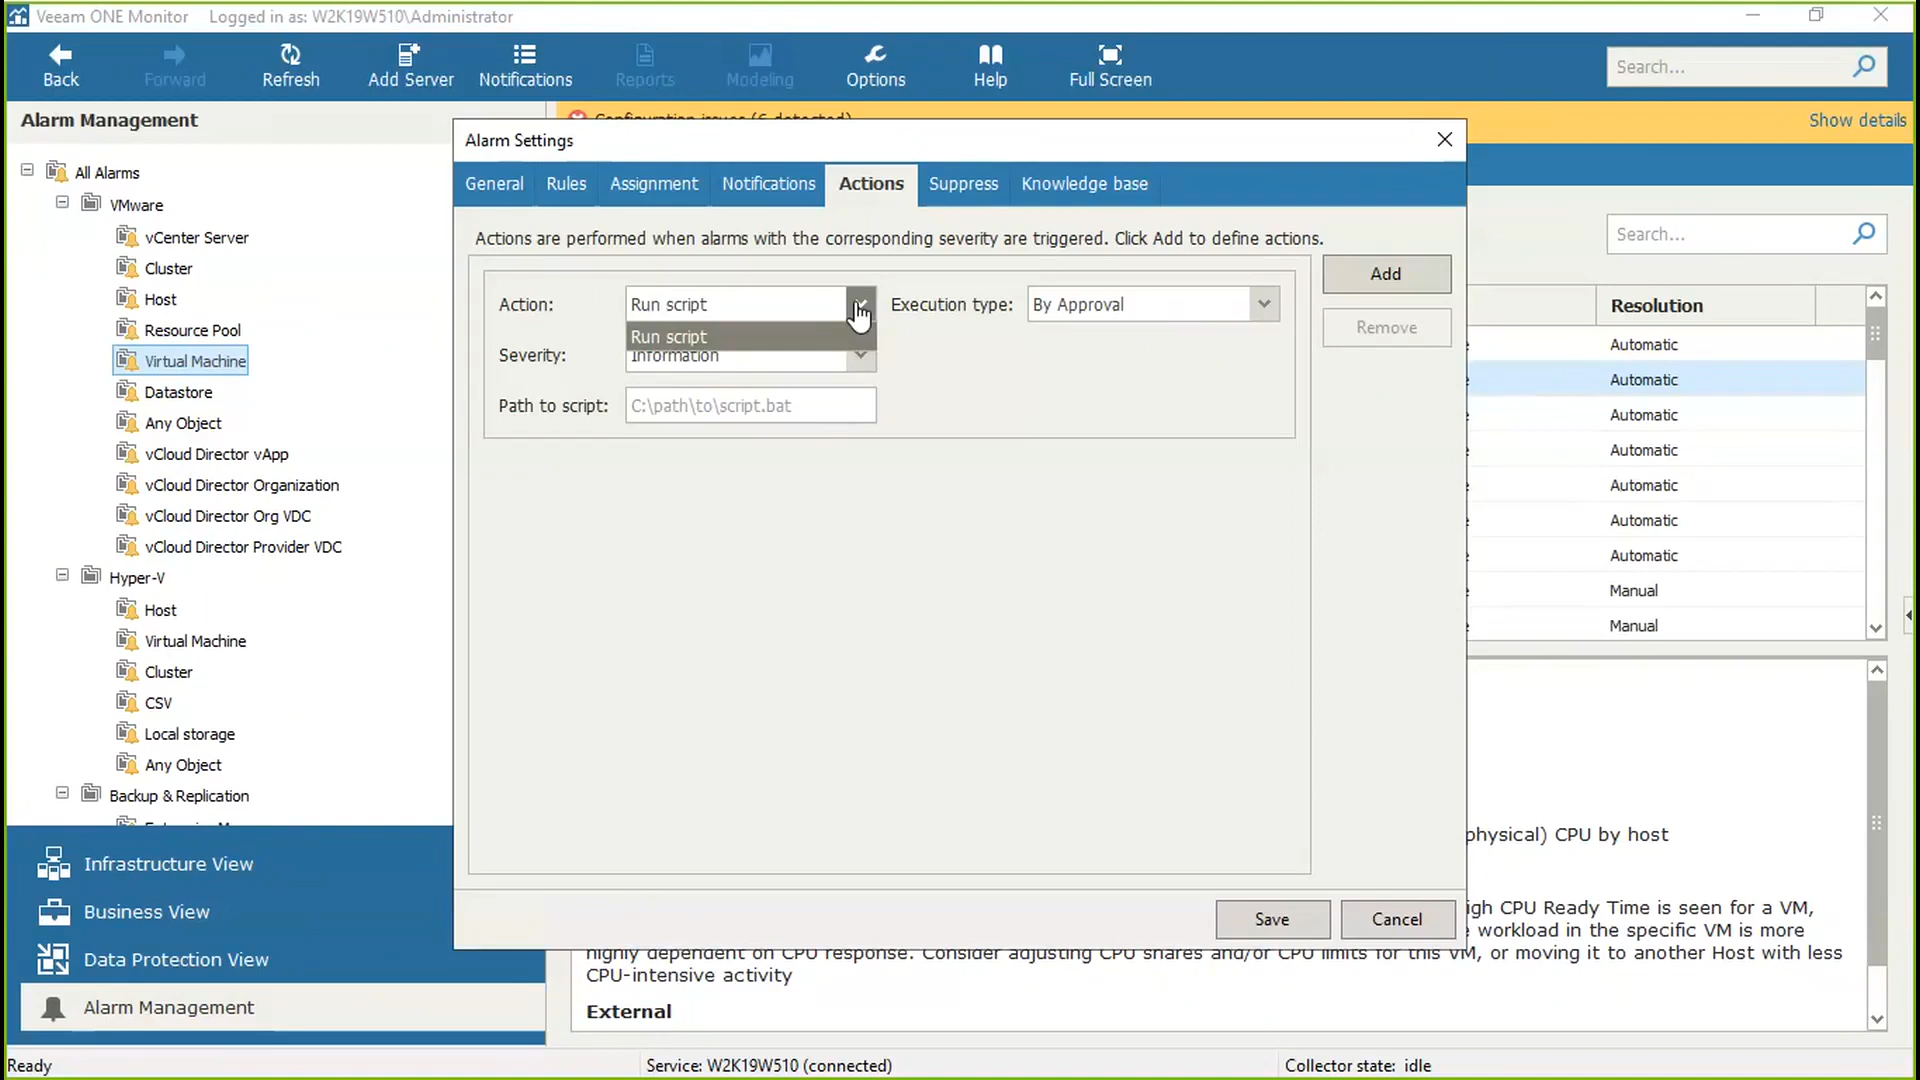 Veeam ONE Monitor Logged in as: W2K19W510\Administrator
Back Forward Refresh Add Server Notifications Reports Modeling Options Help Full Screen Search...
Alarm Management
Configuration issues (6 detected) Show details
Alarm Settings
General Rules Assignment Notifications Actions Suppress Knowledge base
Actions are performed when alarms with the corresponding severity are triggered. Click Add to define actions.
Action: Run script Execution type: By Approval
Run script
Severity: Information
Path to script: C:\path\to\script.bat
Add
Remove
Save Cancel
All Alarms
VMware
vCenter Server
Cluster
Host
Resource Pool
Virtual Machine
Datastore
Any Object
vCloud Director vApp
vCloud Director Organization
vCloud Director Org VDC
vCloud Director Provider VDC
Hyper-V
Host
Virtual Machine
Cluster
CSV
Local storage
Any Object
Backup & Replication
Infrastructure View
Business View
Data Protection View
Alarm Management
Search...
Resolution
Automatic
Automatic
Automatic
Automatic
Automatic
Automatic
Automatic
Manual
Manual
physical) CPU by host
igh CPU Ready Time is seen for a VM,
workload in the specific VM is more
highly dependent on CPU response. Consider adjusting CPU shares and/or CPU limits for this VM, or moving it to another Host with less
CPU-intensive activity
External
Ready Service: W2K19W510 (connected) Collector state: idle